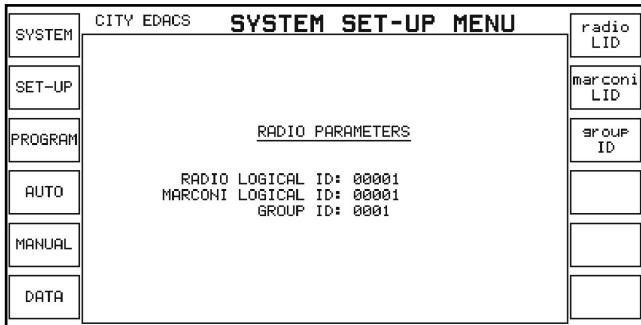 CITY EDACS SYSTEM SET-UP MENU
SYSTEM
SET-UP
PROGRAM
AUTO
MANUAL
DATA
RADIO PARAMETERS
RADIO LOGICAL ID: 00001
MARCONI LOGICAL ID: 00001
GROUP ID: 0001
radio
LID
marconi
LID
group
ID